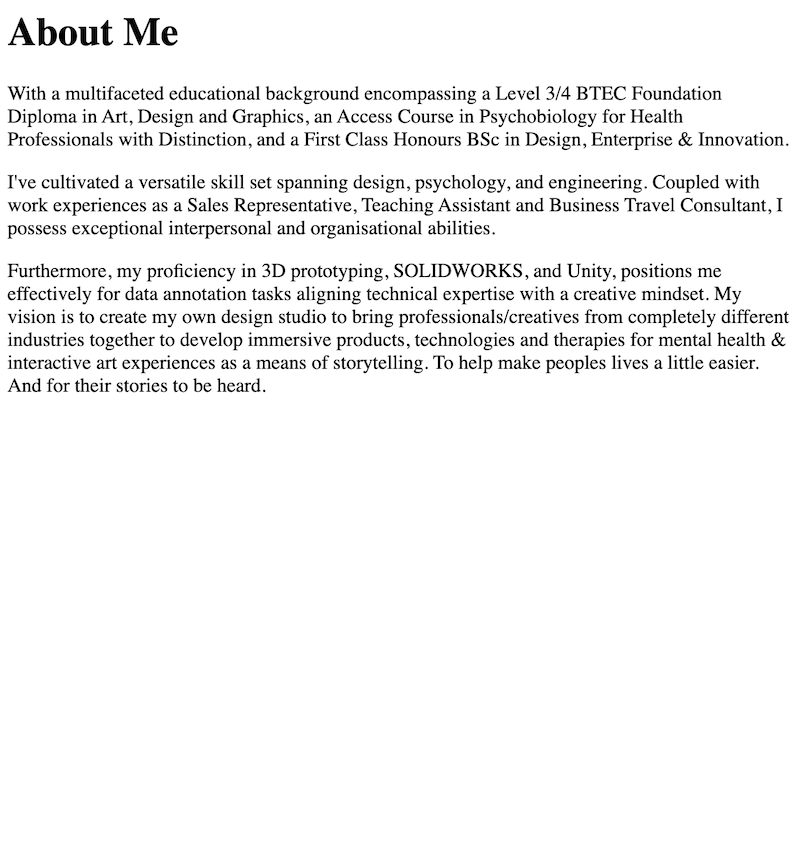 About Me
With a multifaceted educational background encompassing a Level 3/4 BTEC Foundation
Diploma in Art, Design and Graphics, an Access Course in Psychobiology for Health
Professionals with Distinction, and a First Class Honours BSc in Design, Enterprise & Innovation.
I've cultivated a versatile skill set spanning design, psychology, and engineering. Coupled with
work experiences as a Sales Representative, Teaching Assistant and Business Travel Consultant, I
possess exceptional interpersonal and organisational abilities.
Furthermore, my proficiency in 3D prototyping, SOLIDWORKS, and Unity, positions me
effectively for data annotation tasks aligning technical expertise with a creative mindset. My
vision is to create my own design studio to bring professionals/creatives from completely different
industries together to develop immersive products, technologies and therapies for mental health &
interactive art experiences as a means of storytelling. To help make peoples lives a little easier.
And for their stories to be heard.